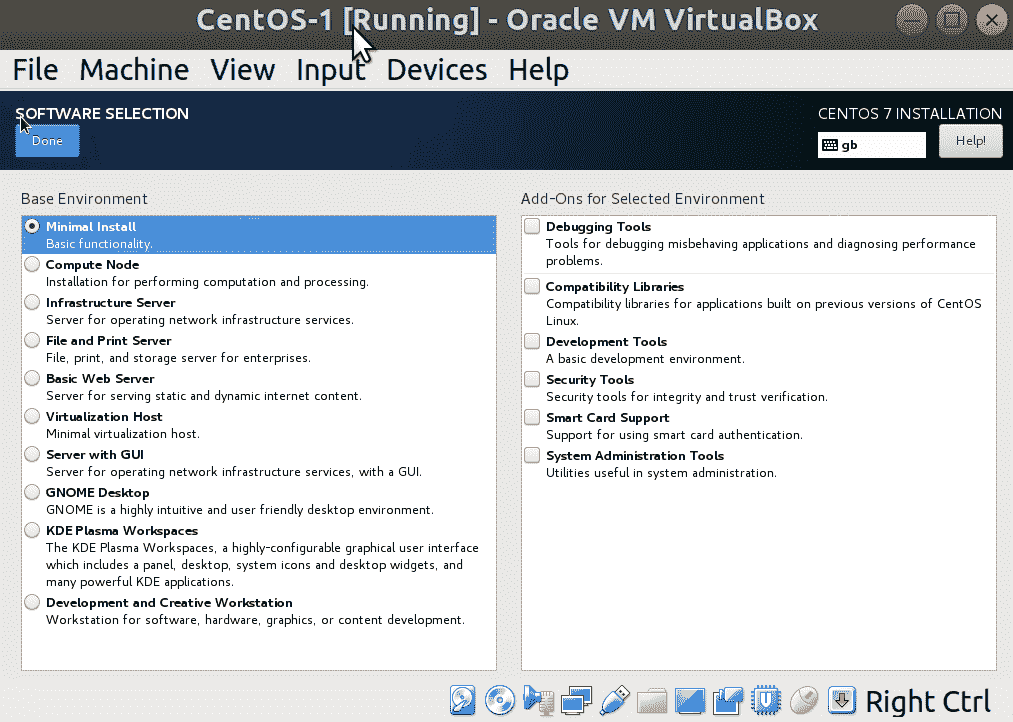 CentOS-1 [Running] - Oracle VM VirtualBox
File Machine View Input Devices Help
SOFTWARE SELECTION
Done
CENTOS 7 INSTALLATION
gb
Help!
Base Environment
Minimal Install
Basic functionality.
Compute Node
Installation for performing computation and processing.
Infrastructure Server
Server for operating network infrastructure services.
File and Print Server
File, print, and storage server for enterprises.
Basic Web Server
Server for serving static and dynamic internet content.
Virtualization Host
Minimal virtualization host.
Server with GUI
Server for operating network infrastructure services, with a GUI.
GNOME Desktop
GNOME is a highly intuitive and user friendly desktop environment.
KDE Plasma Workspaces
The KDE Plasma Workspaces, a highly-configurable graphical user interface
which includes a panel, desktop, system icons and desktop widgets, and
many powerful KDE applications.
Development and Creative Workstation
Workstation for software, hardware, graphics, or content development.
Add-Ons for Selected Environment
Debugging Tools
Tools for debugging misbehaving applications and diagnosing performance
problems.
Compatibility Libraries
Compatibility libraries for applications built on previous versions of CentOS
Linux.
Development Tools
A basic development environment.
Security Tools
Security tools for integrity and trust verification.
Smart Card Support
Support for using smart card authentication.
System Administration Tools
Utilities useful in system administration.
Right Ctrl